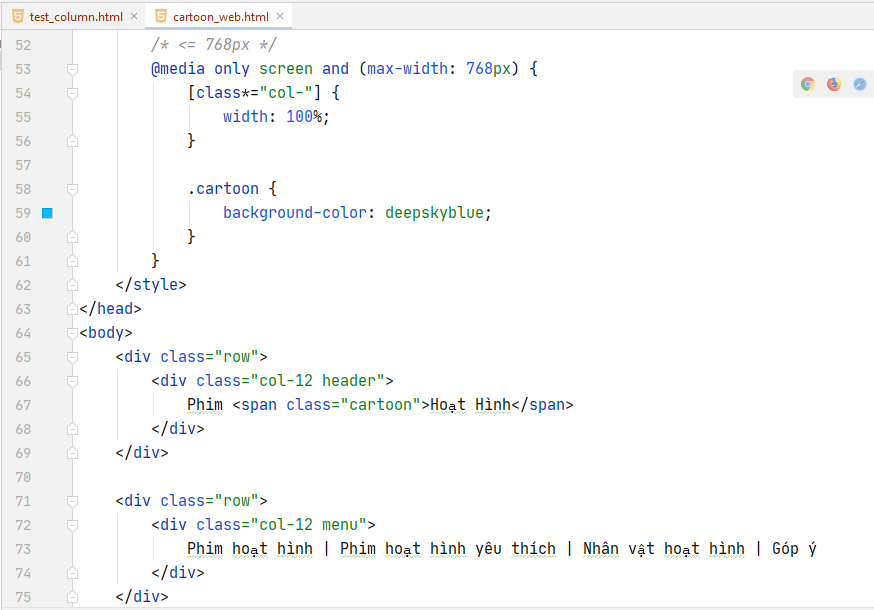 test_column.html
cartoon_web.html
52 /* <= 768px */
53 @media only screen and (max-width: 768px) {
54 [class*="col-"] {
55 width: 100%;
56 }
57
58 .cartoon {
59 background-color: deepskyblue;
60 }
61 }
62 </style>
63 </head>
64 <body>
65 <div class="row">
66 <div class="col-12 header">
67 Phim <span class="cartoon">Hoạt Hình</span>
68 </div>
69 </div>
70
71 <div class="row">
72 <div class="col-12 menu">
73 Phim hoạt hình | Phim hoạt hình yêu thích | Nhân vật hoạt hình | Góp ý
74 </div>
75 </div>